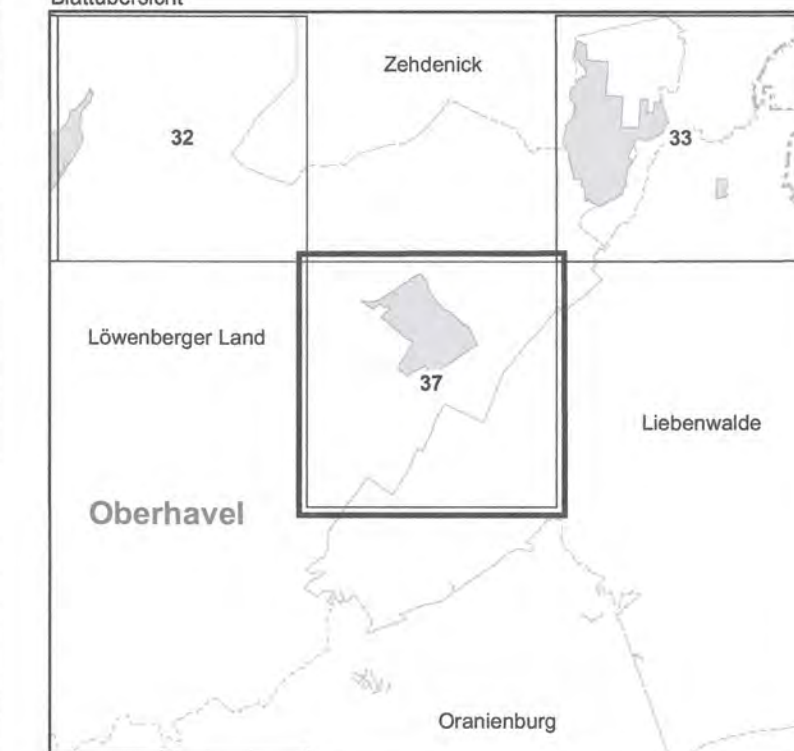 Blattübersicht
Zehdenick
32
33
Löwenberger Land
37
Liebenwalde
Oberhavel
Oranienburg